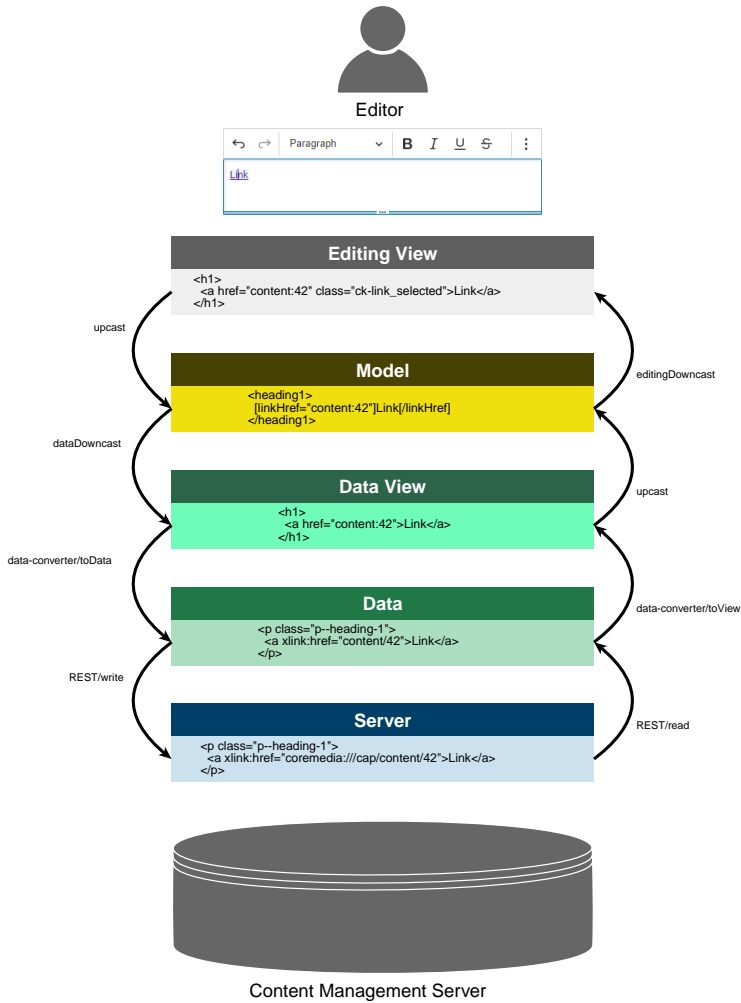 Editor
Paragraph B I U S
Link
Editing View
<h1>
<a href="content:42" class="ck-link_selected">Link</a>
</h1>
upcast
editingDowncast
Model
<heading1>
[linkHref="content:42"]Link[/linkHref]
</heading1>
dataDowncast
upcast
Data View
<h1>
<a href="content:42">Link</a>
</h1>
data-converter/toData
data-converter/toView
Data
<p class="p--heading-1">
<a xlink:href="content/42">Link</a>
</p>
REST/write
REST/read
Server
<p class="p--heading-1">
<a xlink:href="coremedia:///cap/content/42">Link</a>
</p>
Content Management Server